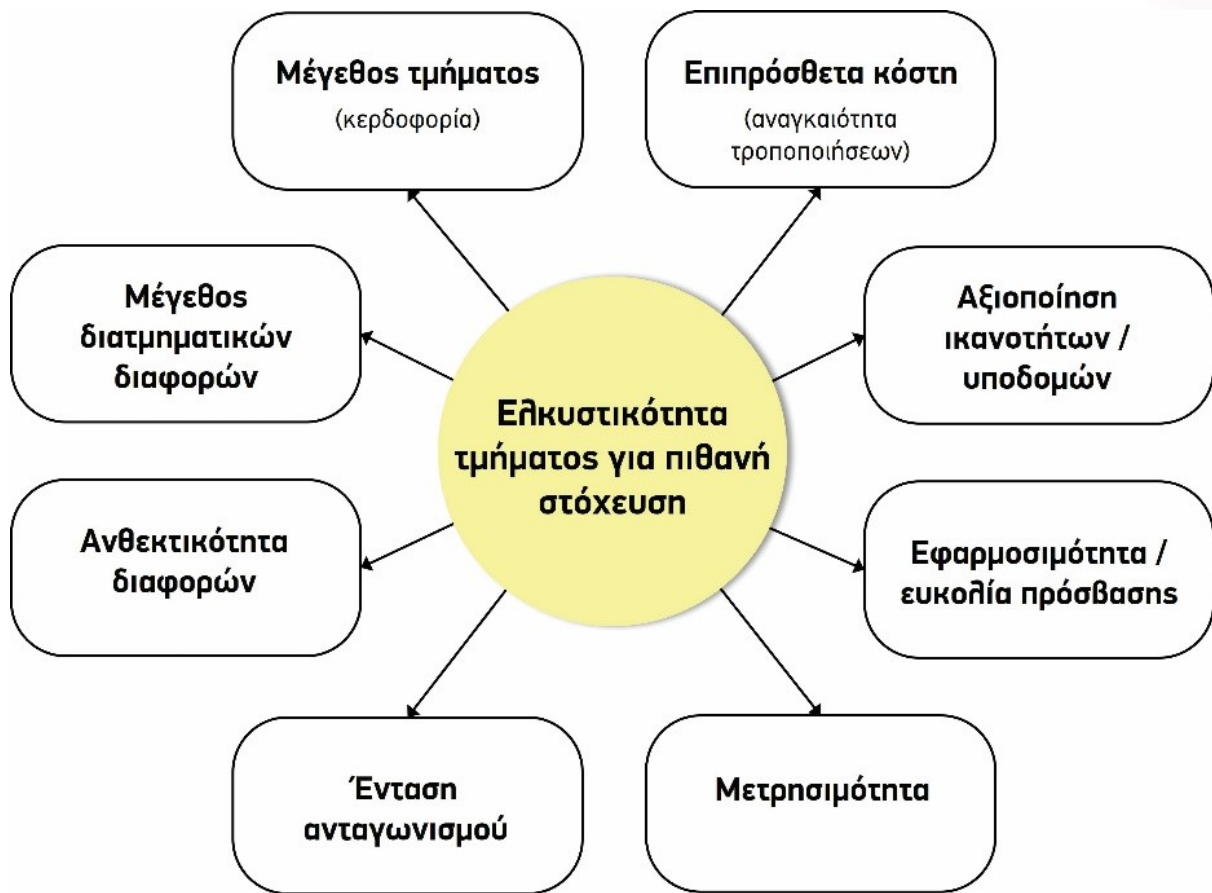 Μέγεθος τμήματος
(κερδοφορία)
Επιπρόσθετα κόστη
(αναγκαιότητα
τροποποιήσεων)
Μέγεθος
διατμηματικών
διαφορών
Αξιοποίηση
ικανοτήτων /
υποδομών
Ελκυστικότητα
τμήματος για πιθανή
στόχευση
Ανθεκτικότητα
διαφορών
Εφαρμοσιμότητα /
ευκολία πρόσβασης
Ένταση
ανταγωνισμού
Μετρησιμότητα